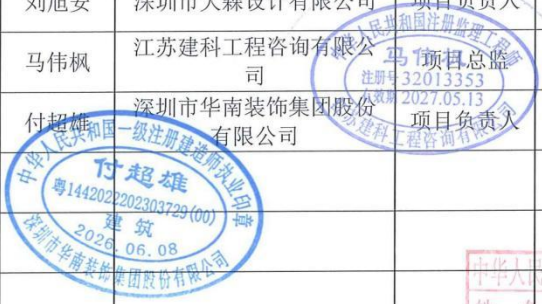 刘旭安 深圳市大森设计有限公司 项目负责人
马伟枫 江苏建科工程咨询有限公司 项目总监
付超雄 深圳市华南装饰集团股份有限公司 项目负责人
中华人民共和国注册监理工程师
马伟枫
注册号 32013353
有效期 2027.05.13
江苏建科工程咨询有限公司
中华人民共和国一级注册建造师执业印章
付超雄
粤1442022202303729(00)
建筑
2026.06.08
深圳市华南装饰集团股份有限公司
中华人民